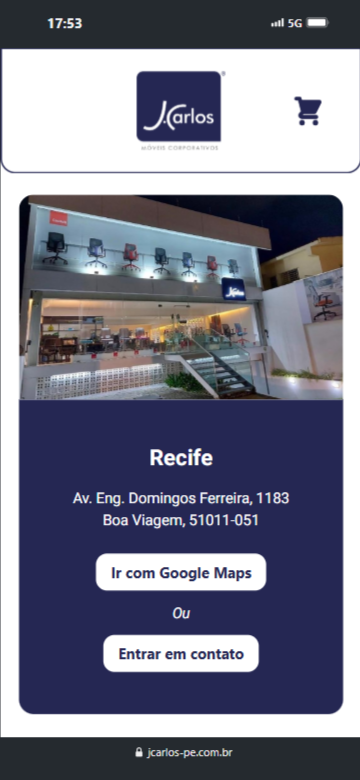 17:53
5G
J.Carlos
MÓVEIS CORPORATIVOS
J.Carlos
Recife
Av. Eng. Domingos Ferreira, 1183
Boa Viagem, 51011-051
Ir com Google Maps
Ou
Entrar em contato
jcarlos-pe.com.br